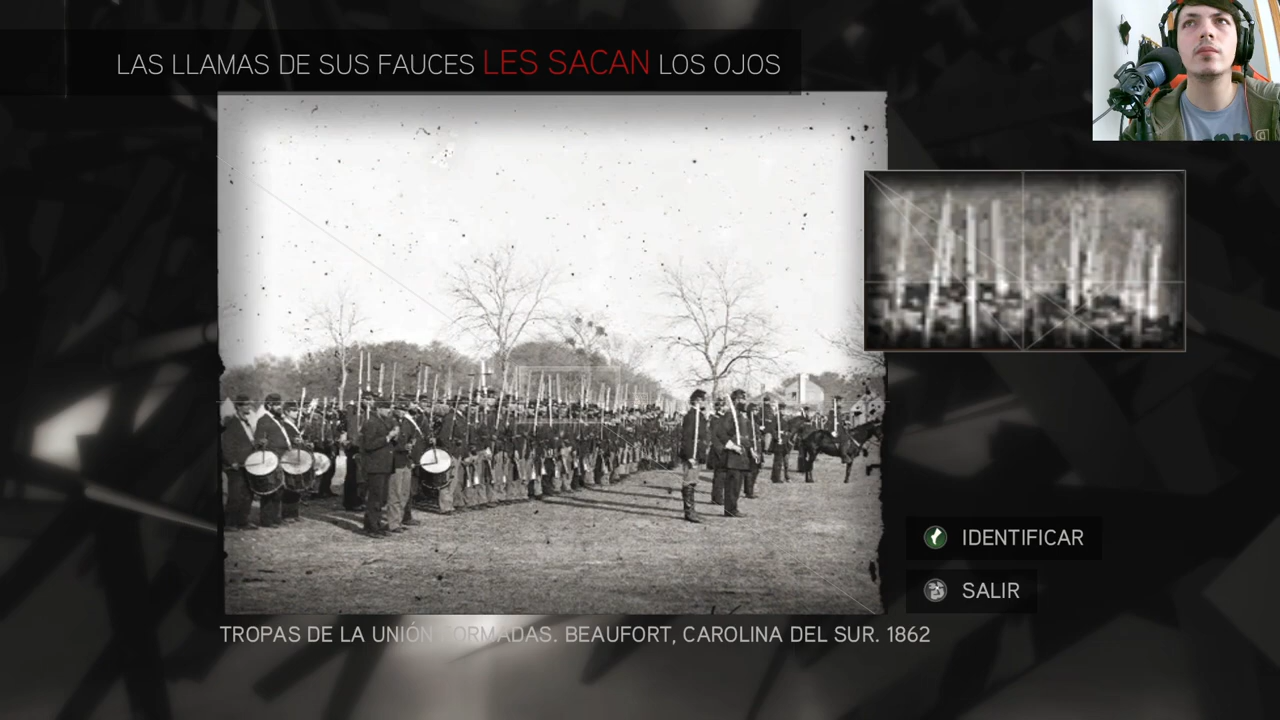 LAS LLAMAS DE SUS FAUCES LES SACAN LOS OJOS
IDENTIFICAR
SALIR
TROPAS DE LA UNIÓN FORMADAS. BEAUFORT, CAROLINA DEL SUR. 1862